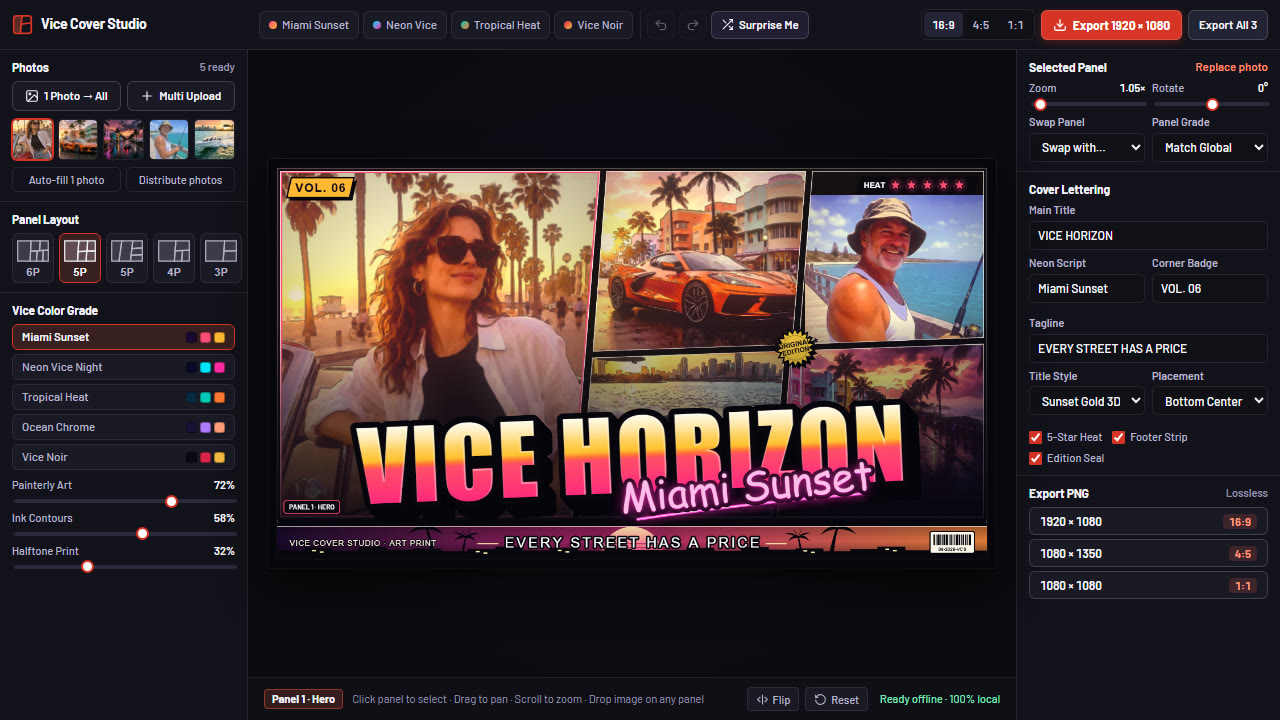 Vice Cover Studio
Miami Sunset
Neon Vice
Tropical Heat
Vice Noir
Surprise Me
16:9
4:5
1:1
Export 1920 × 1080
Export All 3
Photos
5 ready
1 Photo → All
Multi Upload
Auto-fill 1 photo
Distribute photos
Panel Layout
6P
5P
5P
4P
3P
Vice Color Grade
Miami Sunset
Neon Vice Night
Tropical Heat
Ocean Chrome
Vice Noir
Painterly Art 72%
Ink Contours 58%
Halftone Print 32%
VOL. 06
HEAT ★ ★ ★ ★ ★
ORIGINAL
EDITION
VICE HORIZON
Miami Sunset
PANEL 1 · HERO
VICE COVER STUDIO · ART PRINT
EVERY STREET HAS A PRICE
Panel 1 · Hero
Click panel to select · Drag to pan · Scroll to zoom · Drop image on any panel
Flip
Reset
Ready offline · 100% local
Selected Panel
Replace photo
Zoom 1.05×
Rotate 0°
Swap Panel
Panel Grade
Swap with...
Match Global
Cover Lettering
Main Title
VICE HORIZON
Neon Script
Corner Badge
Miami Sunset
VOL. 06
Tagline
EVERY STREET HAS A PRICE
Title Style
Placement
Sunset Gold 3D
Bottom Center
5-Star Heat
Footer Strip
Edition Seal
Export PNG
Lossless
1920 × 1080 16:9
1080 × 1350 4:5
1080 × 1080 1:1